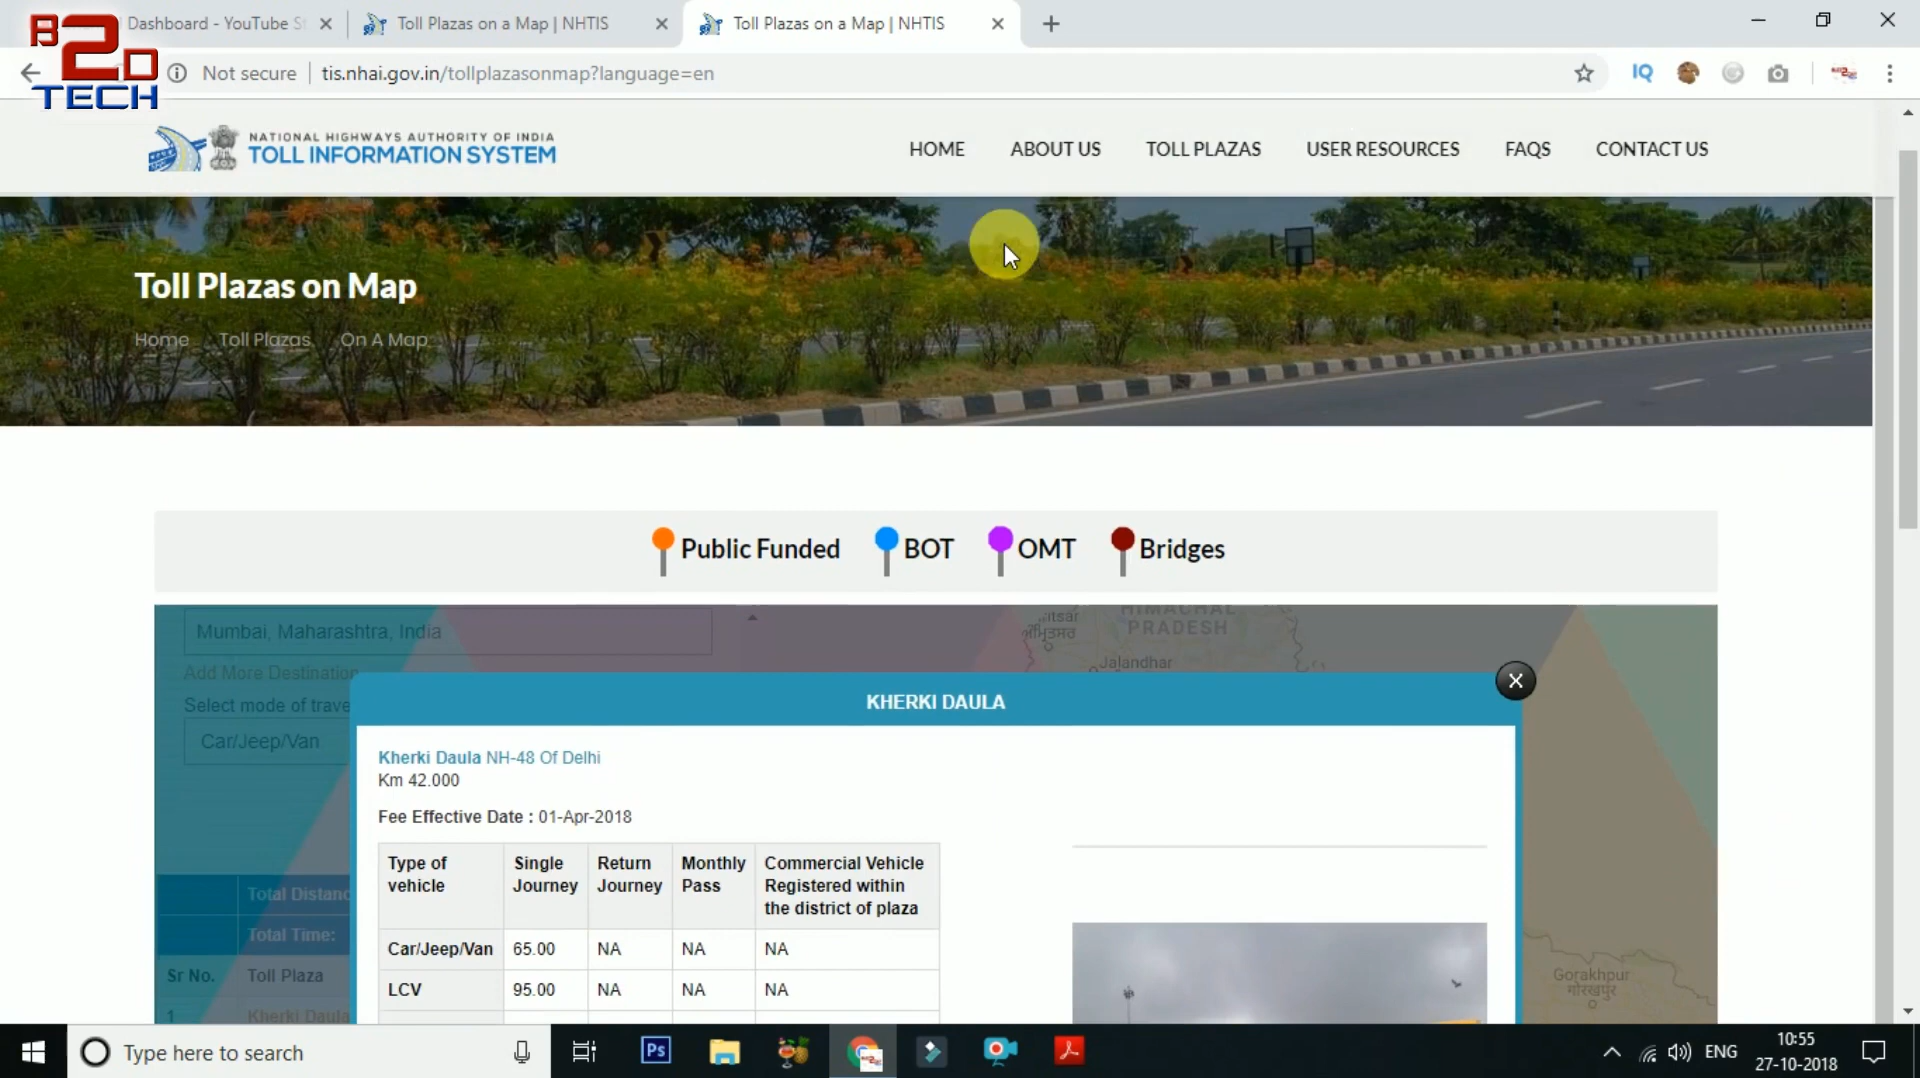 Dashboard - YouTube S
Toll Plazas on a Map | NHTIS
Toll Plazas on a Map | NHTIS
B2D
TECH
Not secure
tis.nhai.gov.in/tollplazasonmap?language=en
IQ
NATIONAL HIGHWAYS AUTHORITY OF INDIA
TOLL INFORMATION SYSTEM
HOME ABOUT US TOLL PLAZAS USER RESOURCES FAQS CONTACT US
Toll Plazas on Map
Home Toll Plazas On A Map
Public Funded BOT OMT Bridges
Mumbai, Maharashtra, India
HIMACHAL
PRADESH
Jalandhar
Add More Destination
Select mode of trave
Car/Jeep/Van
X
KHERKI DAULA
Kherki Daula NH-48 Of Delhi
Km 42.000
Fee Effective Date : 01-Apr-2018
Type of vehicle Single Journey Return Journey Monthly Pass Commercial Vehicle Registered within the district of plaza
Car/Jeep/Van 65.00 NA NA NA
LCV 95.00 NA NA NA
Total Distanc
Total Time:
Sr No. Toll Plaza
1 Kherki Daula
Gorakhpur
गोरखपुर
Type here to search
Ps
ENG
10:55
27-10-2018